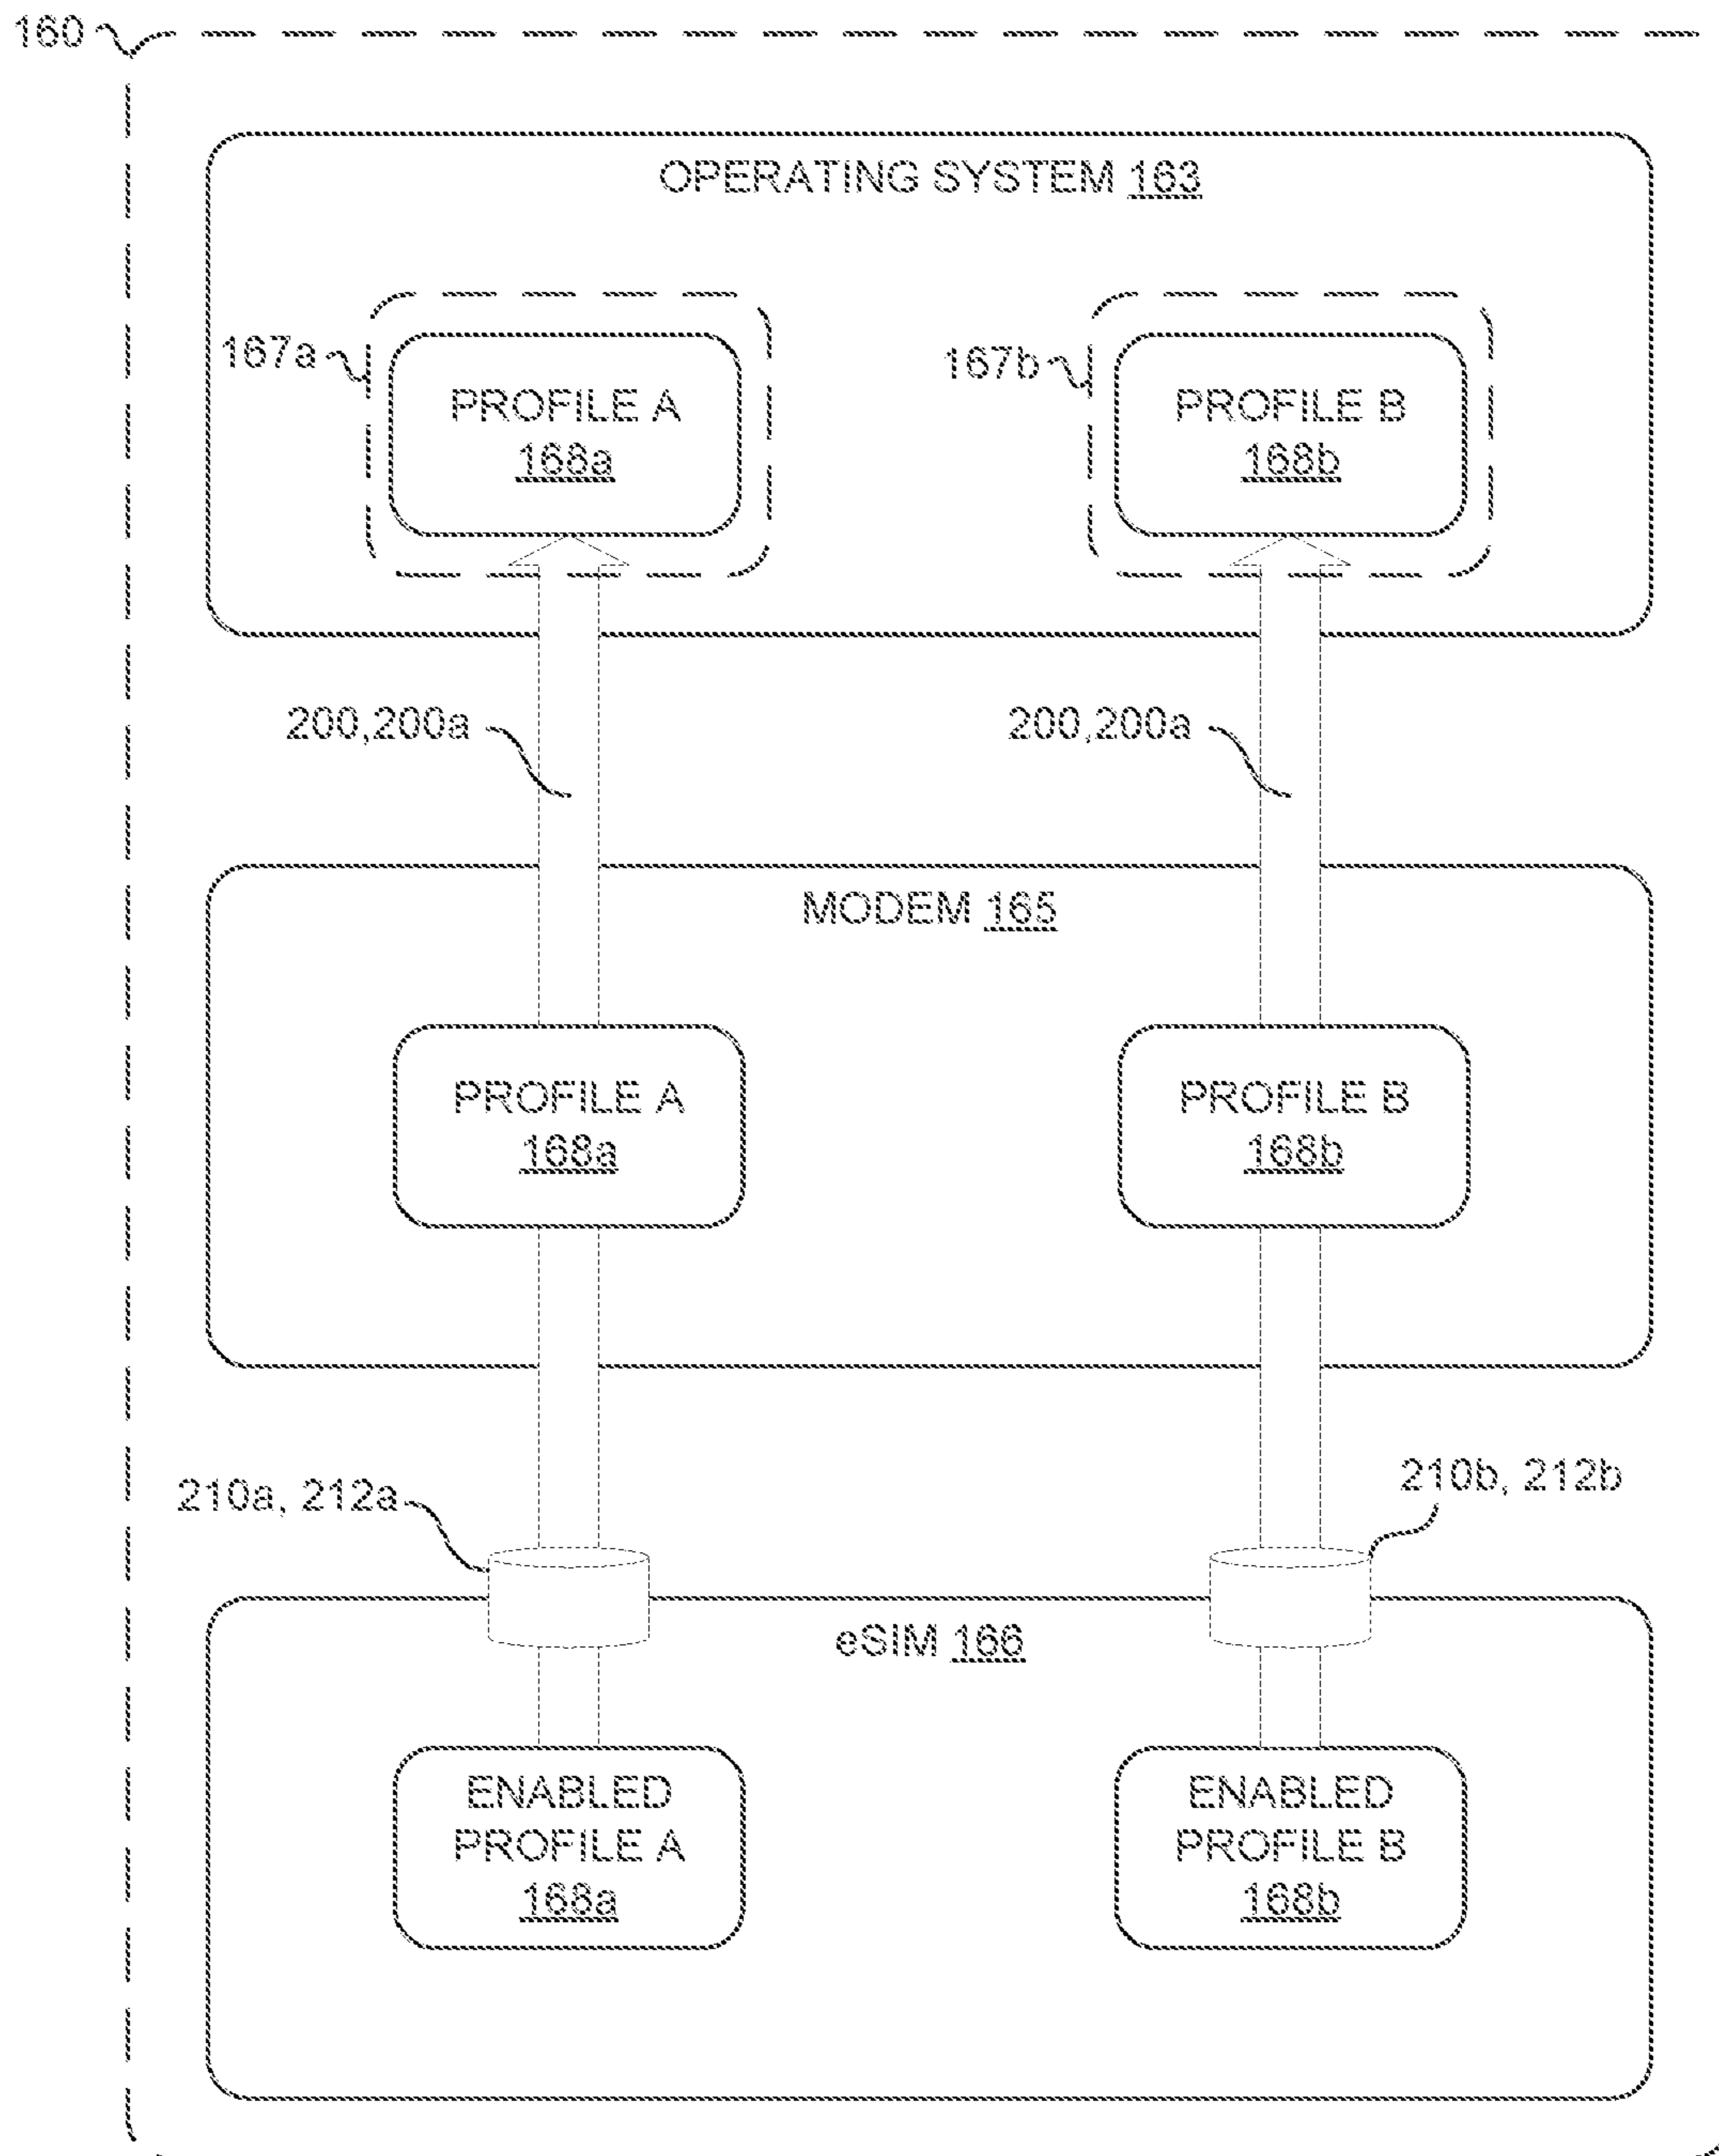 160
OPERATING SYSTEM 163
167a
PROFILE A
168a
167b
PROFILE B
168b
200,200a
200,200a
MODEM 165
PROFILE A
168a
PROFILE B
168b
210a, 212a
210b, 212b
eSIM 166
ENABLED
PROFILE A
168a
ENABLED
PROFILE B
168b